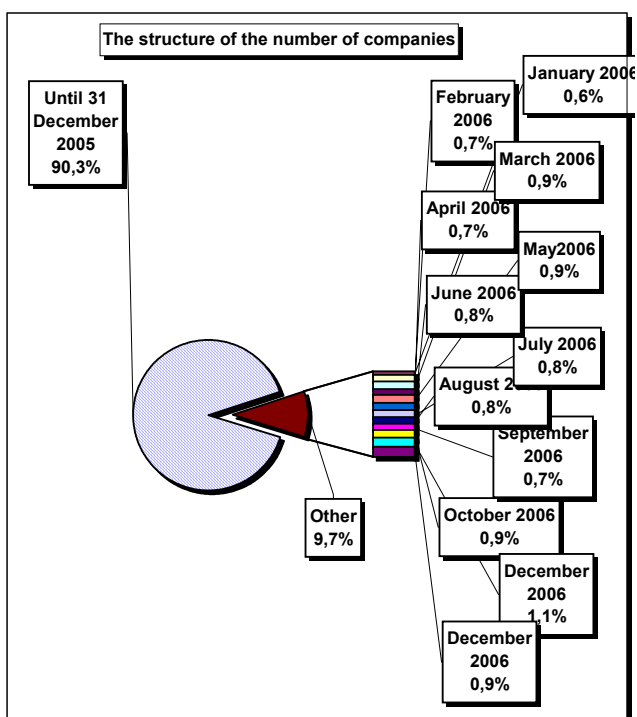 The structure of the number of companies
Until 31
December
2005
90,3%
January 2006
0,6%
February
2006
0,7%
March 2006
0,9%
April 2006
0,7%
May2006
0,9%
June 2006
0,8%
July 2006
0,8%
August 2
0,8%
September
2006
0,7%
Other
9,7%
October 2006
0,9%
December
2006
1,1%
December
2006
0,9%